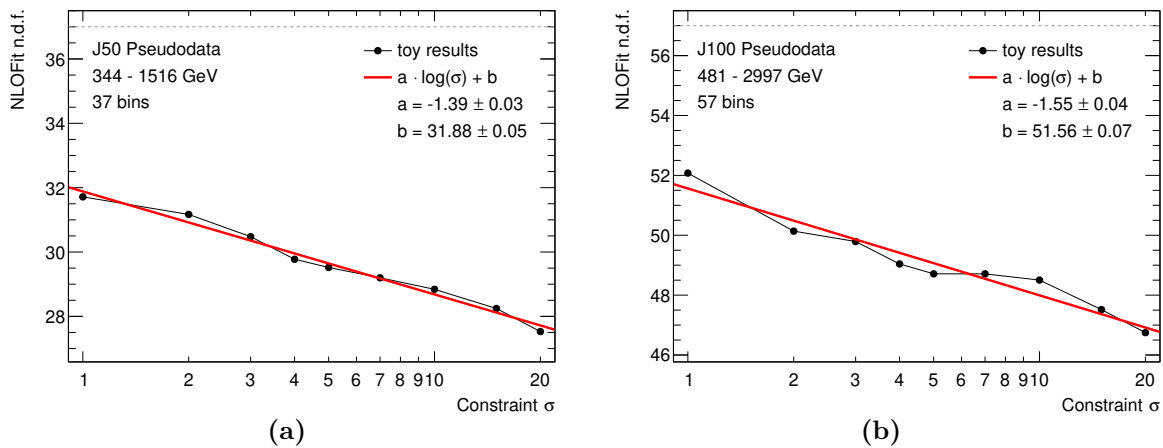 NLOFit n.d.f.
J50 Pseudodata
344 - 1516 GeV
37 bins
toy results
a · log(σ) + b
a = -1.39 ± 0.03
b = 31.88 ± 0.05
36
34
32
30
28
1 2 3 4 5 6 7 8 9 10 20
Constraint σ
(a)
NLOFit n.d.f.
J100 Pseudodata
481 - 2997 GeV
57 bins
toy results
a · log(σ) + b
a = -1.55 ± 0.04
b = 51.56 ± 0.07
56
54
52
50
48
46
1 2 3 4 5 6 7 8 9 10 20
Constraint σ
(b)